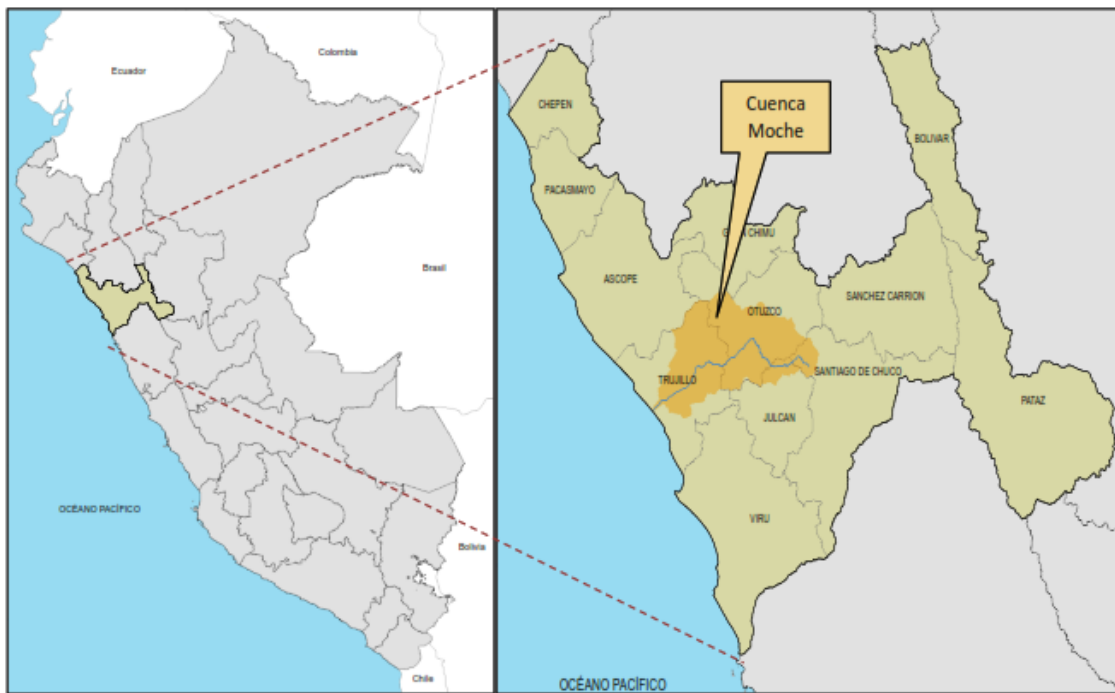 Colombia
Ecuador
Brasil
OCÉANO PACÍFICO
Bolivia
Chile
CHEPEN
Cuenca
Moche
BOLIVAR
PACASMAYO
CHIMU
ASCOPE
SANCHEZ CARRION
OTUZCO
TRUJILLO
SANTIAGO DE CHUCO
PATAZ
JULCAN
VIRU
OCÉANO PACÍFICO